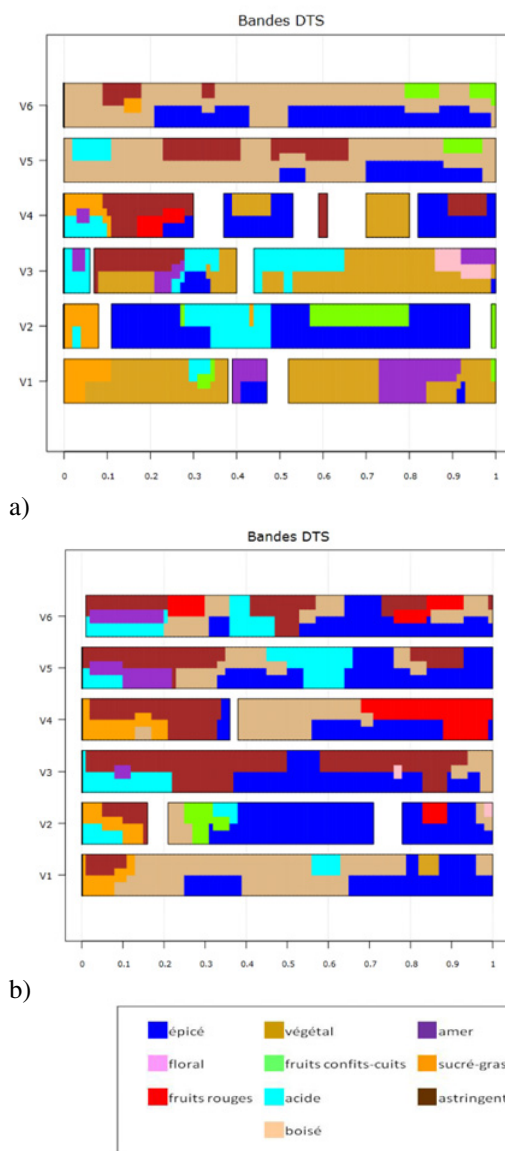 Bandes DTS
V6
V5
V4
V3
V2
V1
0 0.1 0.2 0.3 0.4 0.5 0.6 0.7 0.8 0.9 1
a)
Bandes DTS
V6
V5
V4
V3
V2
V1
0 0.1 0.2 0.3 0.4 0.5 0.6 0.7 0.8 0.9 1
b)
épicé végétal amer
floral fruits confits-cuits sucré-gras
fruits rouges acide astringent
boisé